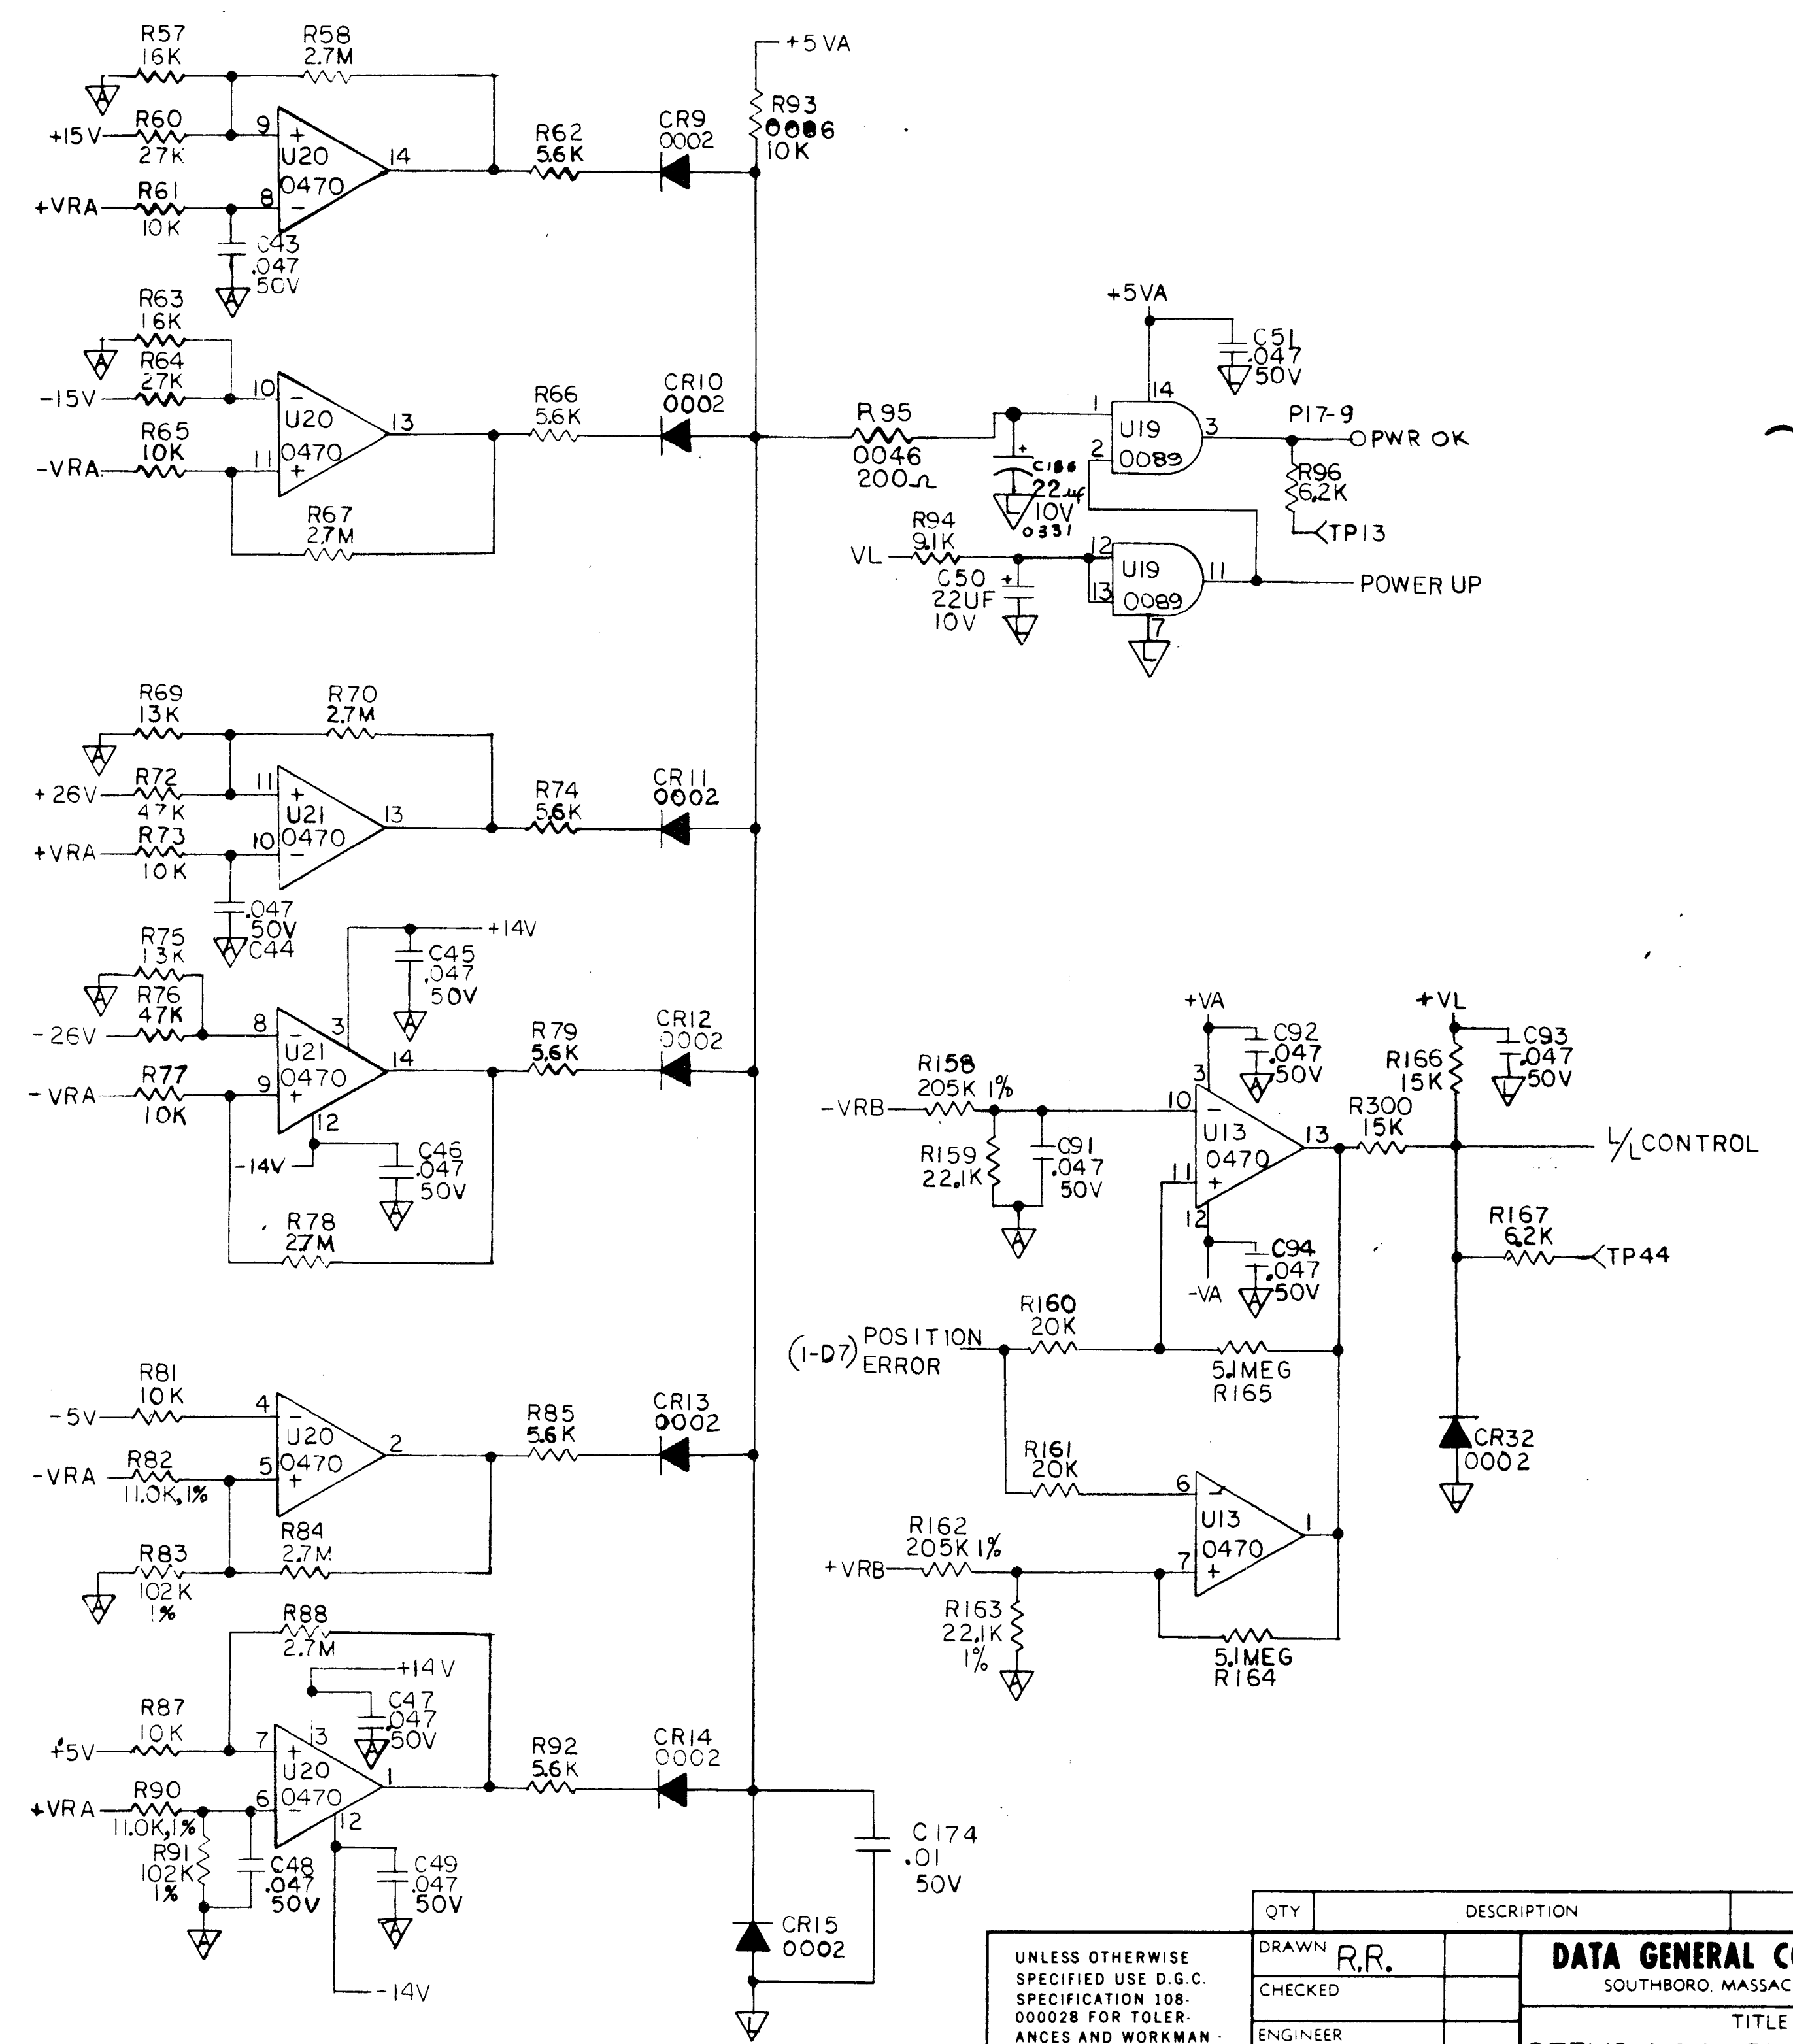 R57
16K
R58
2.7M
A
+15V
R60
27K
9
+
U20
0470
14
+VRA
R61
10K
8
-
C43
.047
50V
A
R62
5.6K
CR9
0002
+5VA
R93
0086
10K
R63
16K
A
-15V
R64
27K
10
-
U20
0470
13
-VRA
R65
10K
11
+
R67
2.7M
R66
5.6K
CR10
0002
R95
0046
200Ω
C186
22uf
10V
0331
L
+5VA
C51
.047
50V
L
14
1
2
U19
0089
3
P17-9
PWR OK
R96
6.2K
TP13
VL
R94
9.1K
C50
22UF
10V
+
L
12
13
U19
0089
11
7
L
POWER UP
R69
13K
R70
2.7M
A
+26V
R72
47K
11
+
U21
0470
13
+VRA
R73
10K
10
-
.047
50V
C44
A
R74
5.6K
CR11
0002
R75
13K
A
+14V
C45
.047
50V
A
-26V
R76
47K
8
-
3
U21
0470
14
-VRA
R77
10K
9
+
12
-14V
C46
.047
50V
A
R78
2.7M
R79
5.6K
CR12
0002
+VA
C92
.047
50V
A
+VL
C93
.047
50V
L
R166
15K
-VRB
R158
205K 1%
3
10
-
U13
0470
13
R300
15K
L/L CONTROL
R159
22.1K
C91
.047
50V
A
11
+
12
C94
.047
50V
A
-VA
R167
6.2K
TP44
(1-D7)
POSITION
ERROR
R160
20K
5.1MEG
R165
R161
20K
6
-
U13
0470
1
CR32
0002
L
+VRB
R162
205K 1%
7
+
R163
22.1K
1%
A
5.1MEG
R164
-5V
R81
10K
4
-
U20
0470
2
-VRA
R82
11.0K,1%
5
+
R83
102K
1%
A
R84
2.7M
R85
5.6K
CR13
0002
R88
2.7M
+14V
C47
.047
50V
A
+5V
R87
10K
7
+
3
U20
0470
1
+VRA
R90
11.0K,1%
6
-
12
R91
102K
1%
A
C48
.047
50V
C49
.047
50V
A
-14V
R92
5.6K
CR14
0002
C174
.01
50V
CR15
0002
L
QTY
DESCRIPTION
UNLESS OTHERWISE
SPECIFIED USE D.G.C.
SPECIFICATION 108-
000028 FOR TOLER-
ANCES AND WORKMAN-
DRAWN R.R.
CHECKED
ENGINEER
DATA GENERAL CO
SOUTHBORO, MASSAC
TITLE